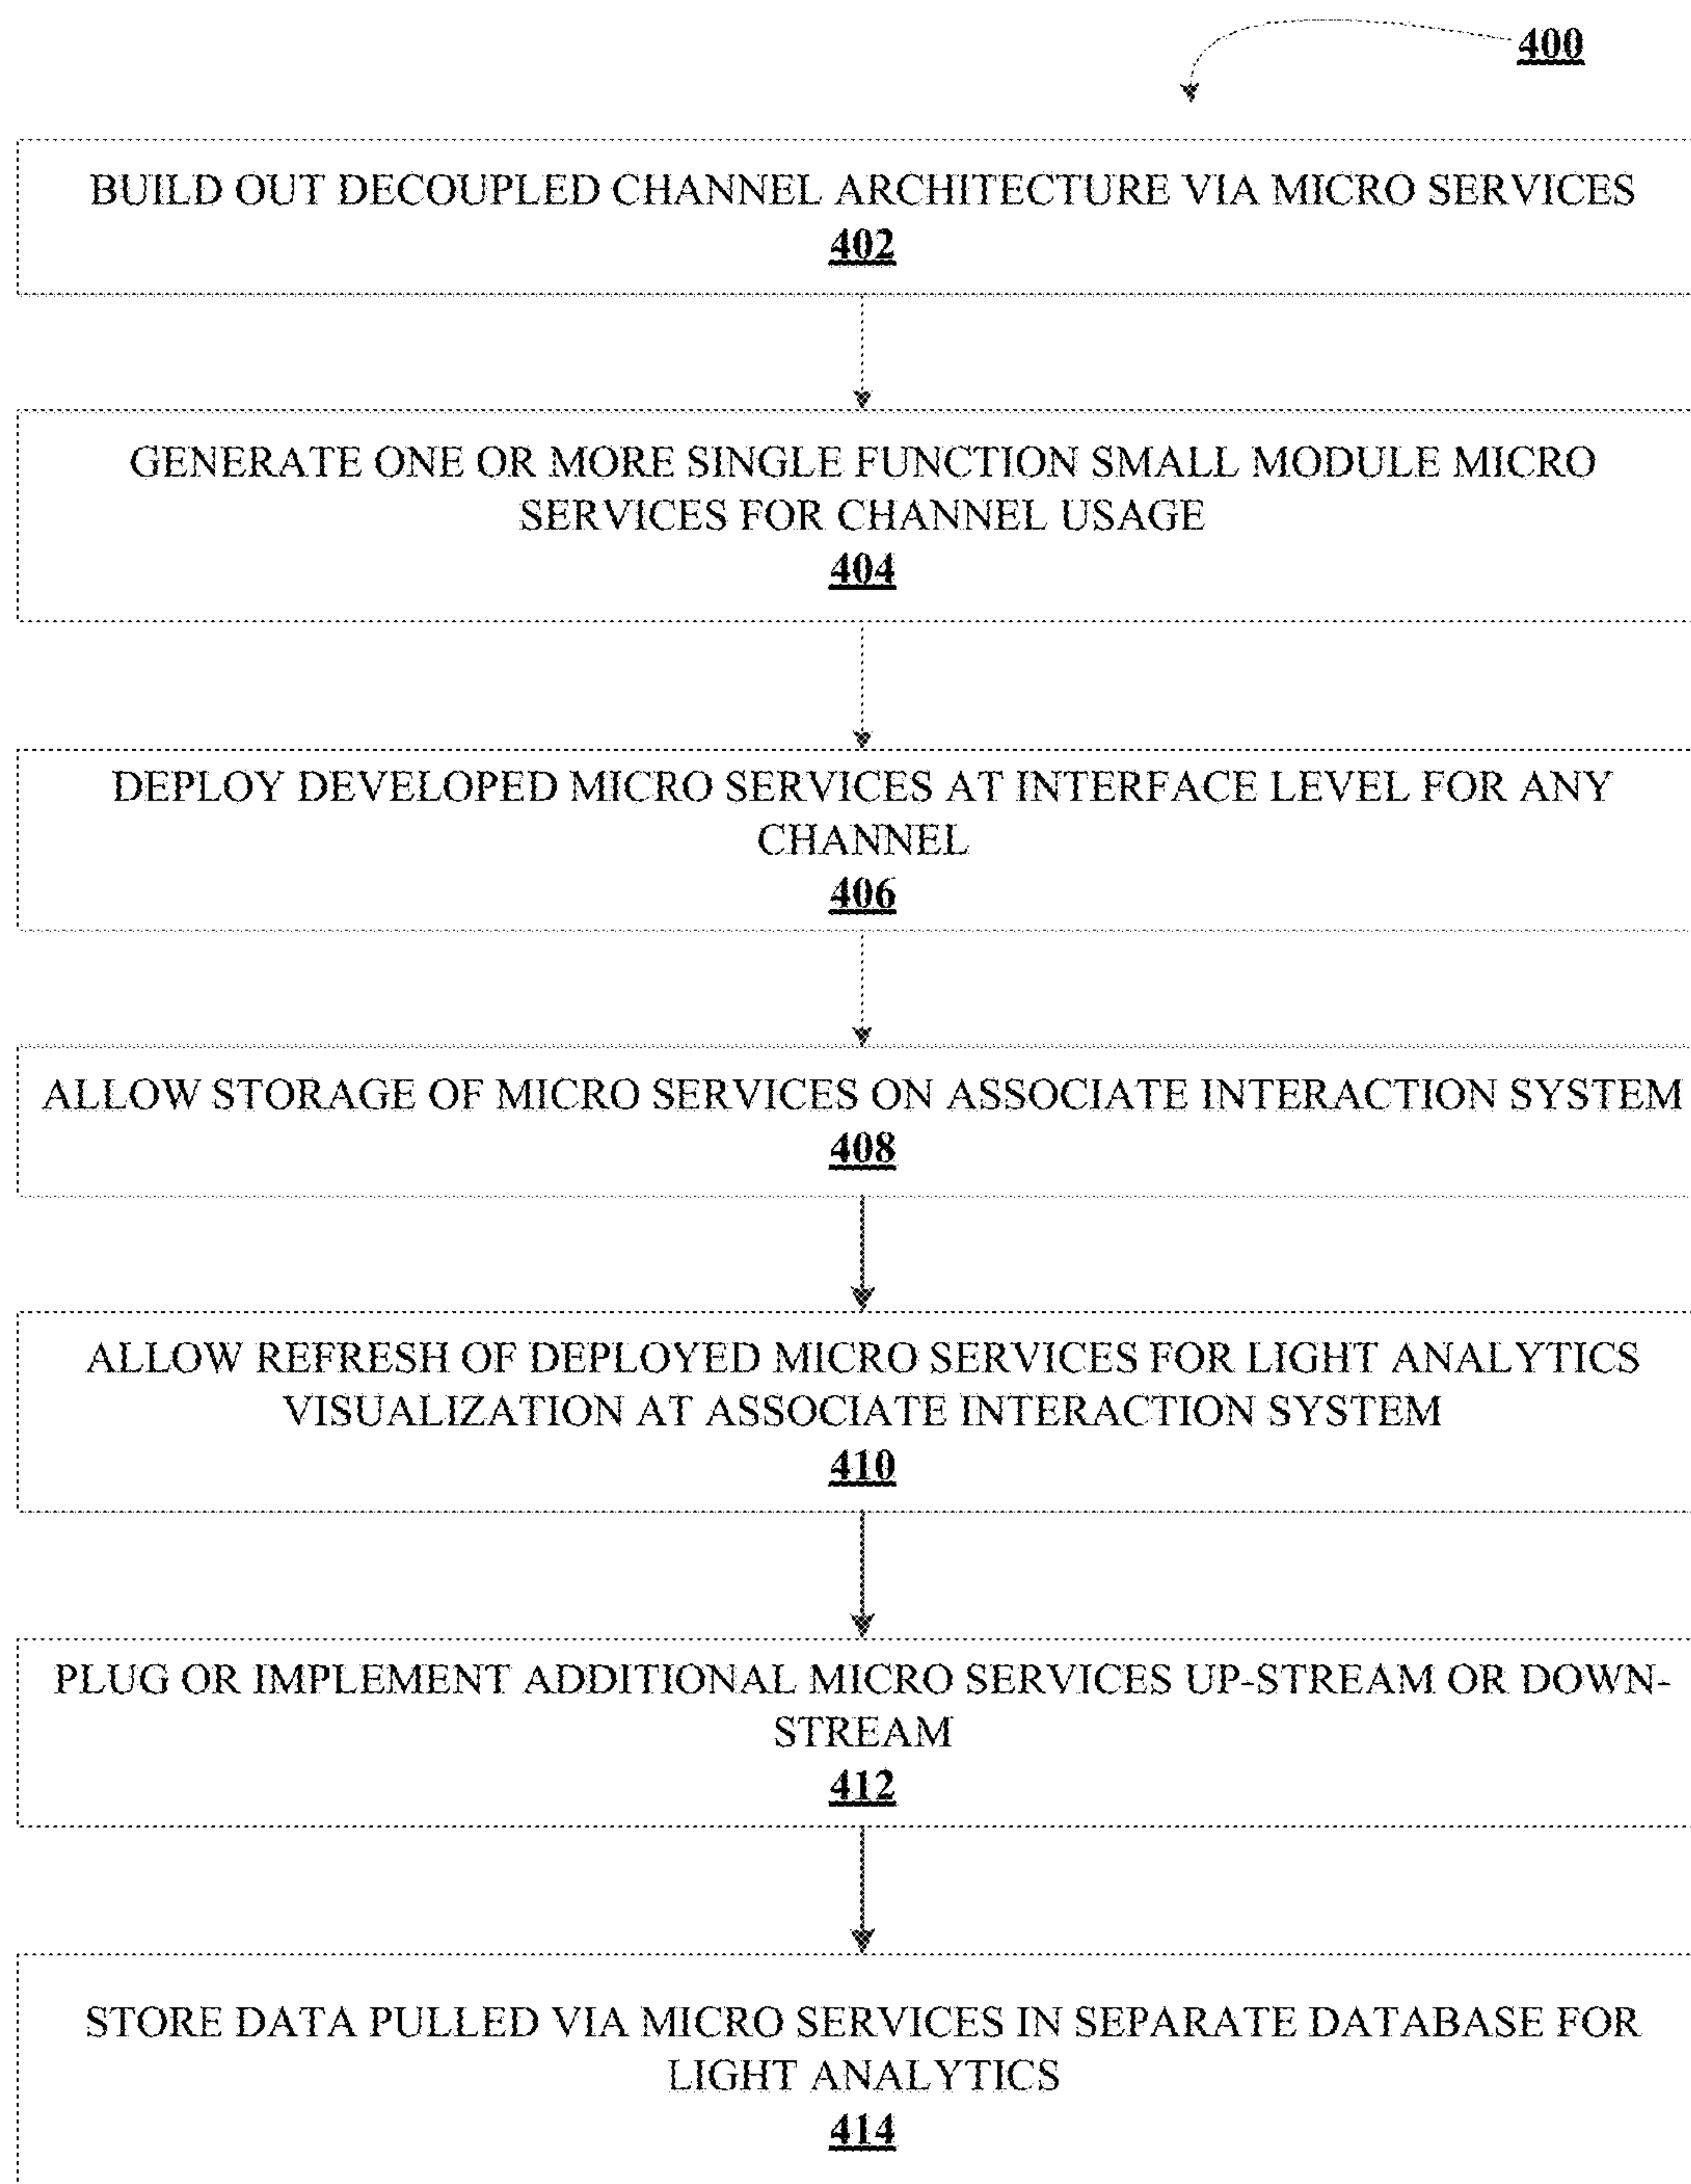 400
BUILD OUT DECOUPLED CHANNEL ARCHITECTURE VIA MICRO SERVICES
402
GENERATE ONE OR MORE SINGLE FUNCTION SMALL MODULE MICRO
SERVICES FOR CHANNEL USAGE
404
DEPLOY DEVELOPED MICRO SERVICES AT INTERFACE LEVEL FOR ANY
CHANNEL
406
ALLOW STORAGE OF MICRO SERVICES ON ASSOCIATE INTERACTION SYSTEM
408
ALLOW REFRESH OF DEPLOYED MICRO SERVICES FOR LIGHT ANALYTICS
VISUALIZATION AT ASSOCIATE INTERACTION SYSTEM
410
PLUG OR IMPLEMENT ADDITIONAL MICRO SERVICES UP-STREAM OR DOWN-
STREAM
412
STORE DATA PULLED VIA MICRO SERVICES IN SEPARATE DATABASE FOR
LIGHT ANALYTICS
414